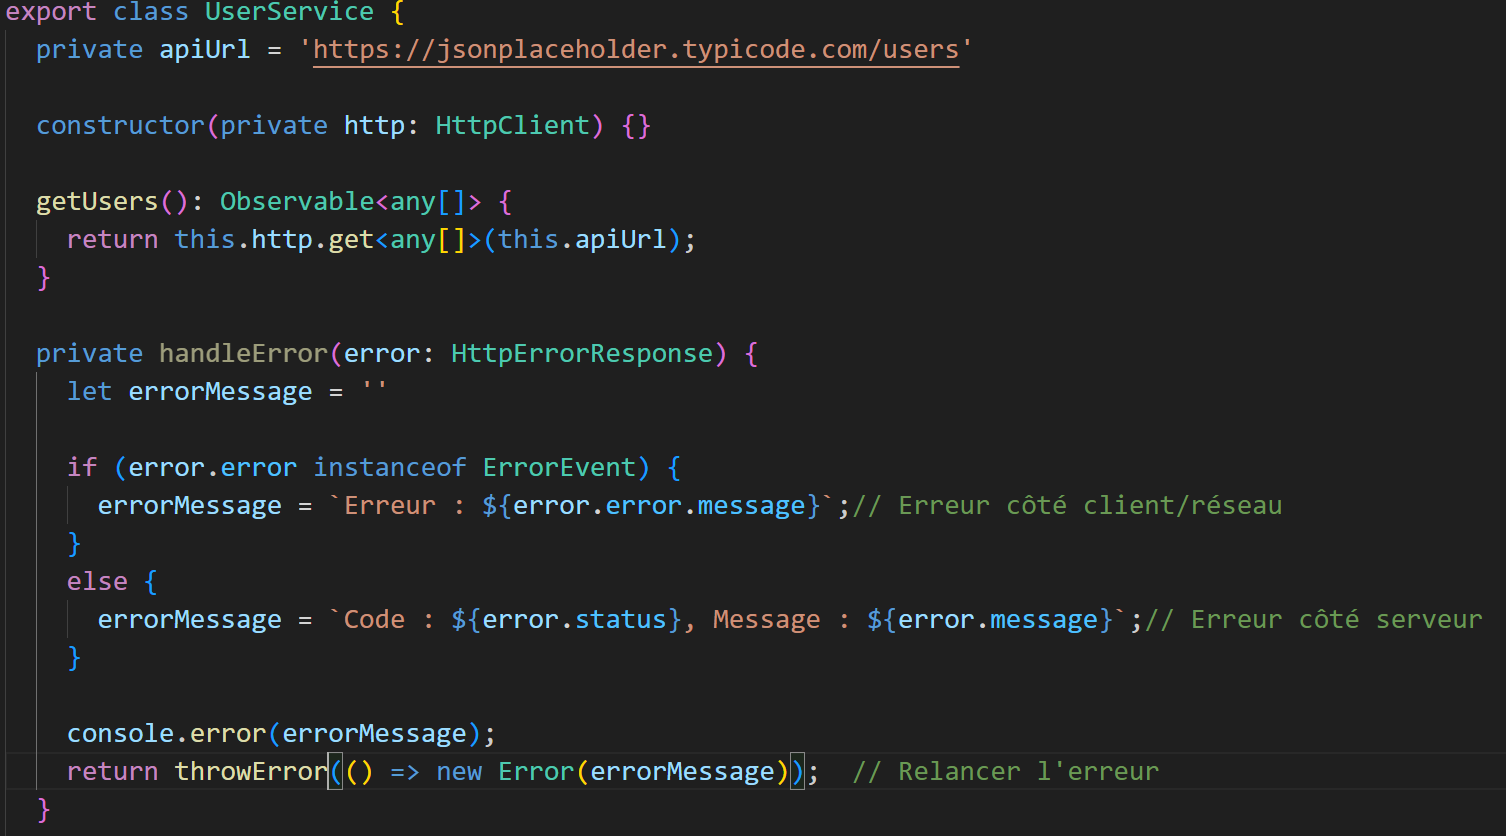 export class UserService {
private apiUrl = 'https://jsonplaceholder.typicode.com/users'
constructor(private http: HttpClient) {}
getUsers(): Observable<any[]> {
return this.http.get<any[]>(this.apiUrl);
}
private handleError(error: HttpErrorResponse) {
let errorMessage = ''
if (error.error instanceof ErrorEvent) {
errorMessage = `Erreur : ${error.error.message}`;// Erreur côté client/réseau
}
else {
errorMessage = `Code : ${error.status}, Message : ${error.message}`;// Erreur côté serveur
}
console.error(errorMessage);
return throwError(() => new Error(errorMessage));  // Relancer l'erreur
}